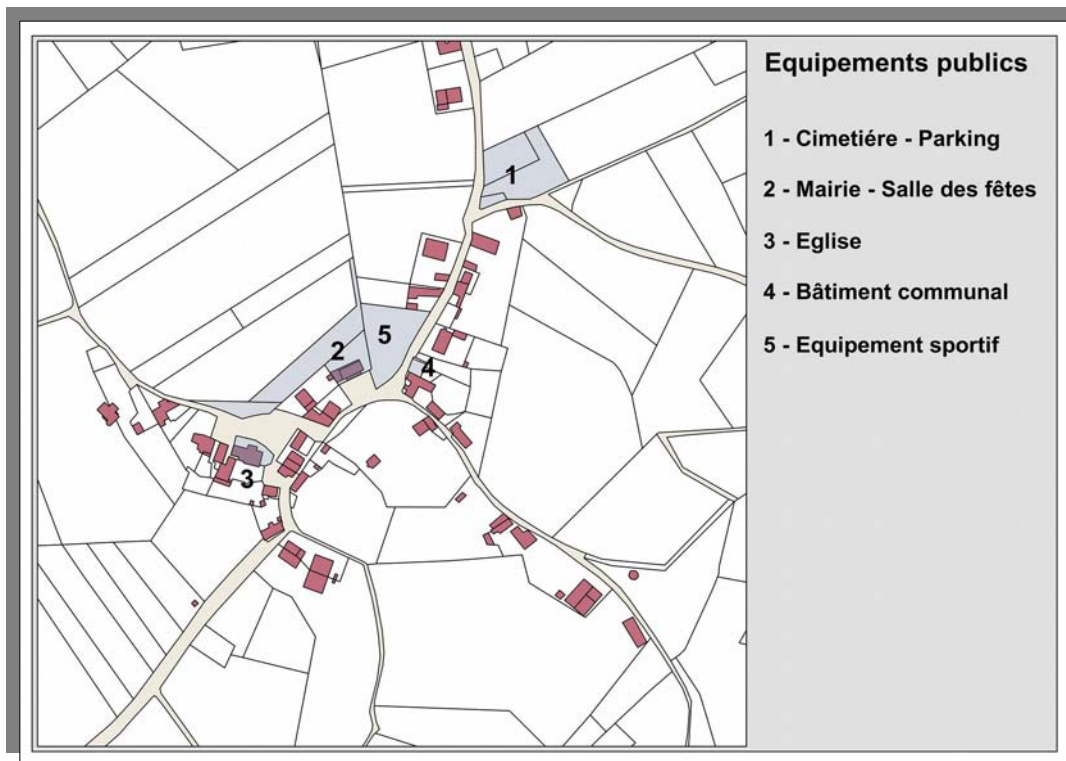 Equipements publics
1 - Cimetiére - Parking
2 - Mairie - Salle des fêtes
3 - Eglise
4 - Bâtiment communal
5 - Equipement sportif
1
5
2
4
3